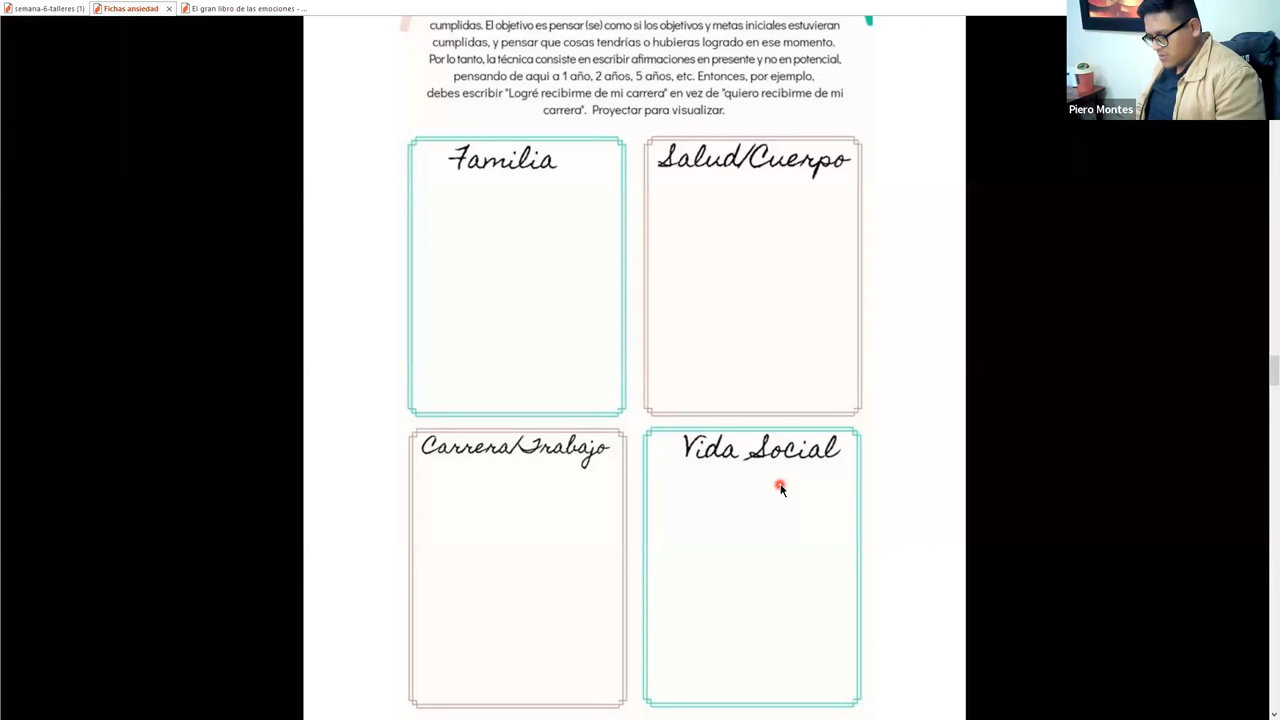 semana-6-talleres (1)
Fichas ansiedad
El gran libro de las emociones - ...
cumplidas. El objetivo es pensar (se) como si los objetivos y metas iniciales estuvieran
cumplidas, y pensar que cosas tendrías o hubieras logrado en ese momento.
Por lo tanto, la técnica consiste en escribir afirmaciones en presente y no en potencial,
pensando de aqui a 1 año, 2 años, 5 años, etc. Entonces, por ejemplo,
debes escribir "Logré recibirme de mi carrera" en vez de "quiero recibirme de mi
carrera". Proyectar para visualizar.
Piero Montes
Familia
Salud/Cuerpo
Carrera/Trabajo
Vida Social